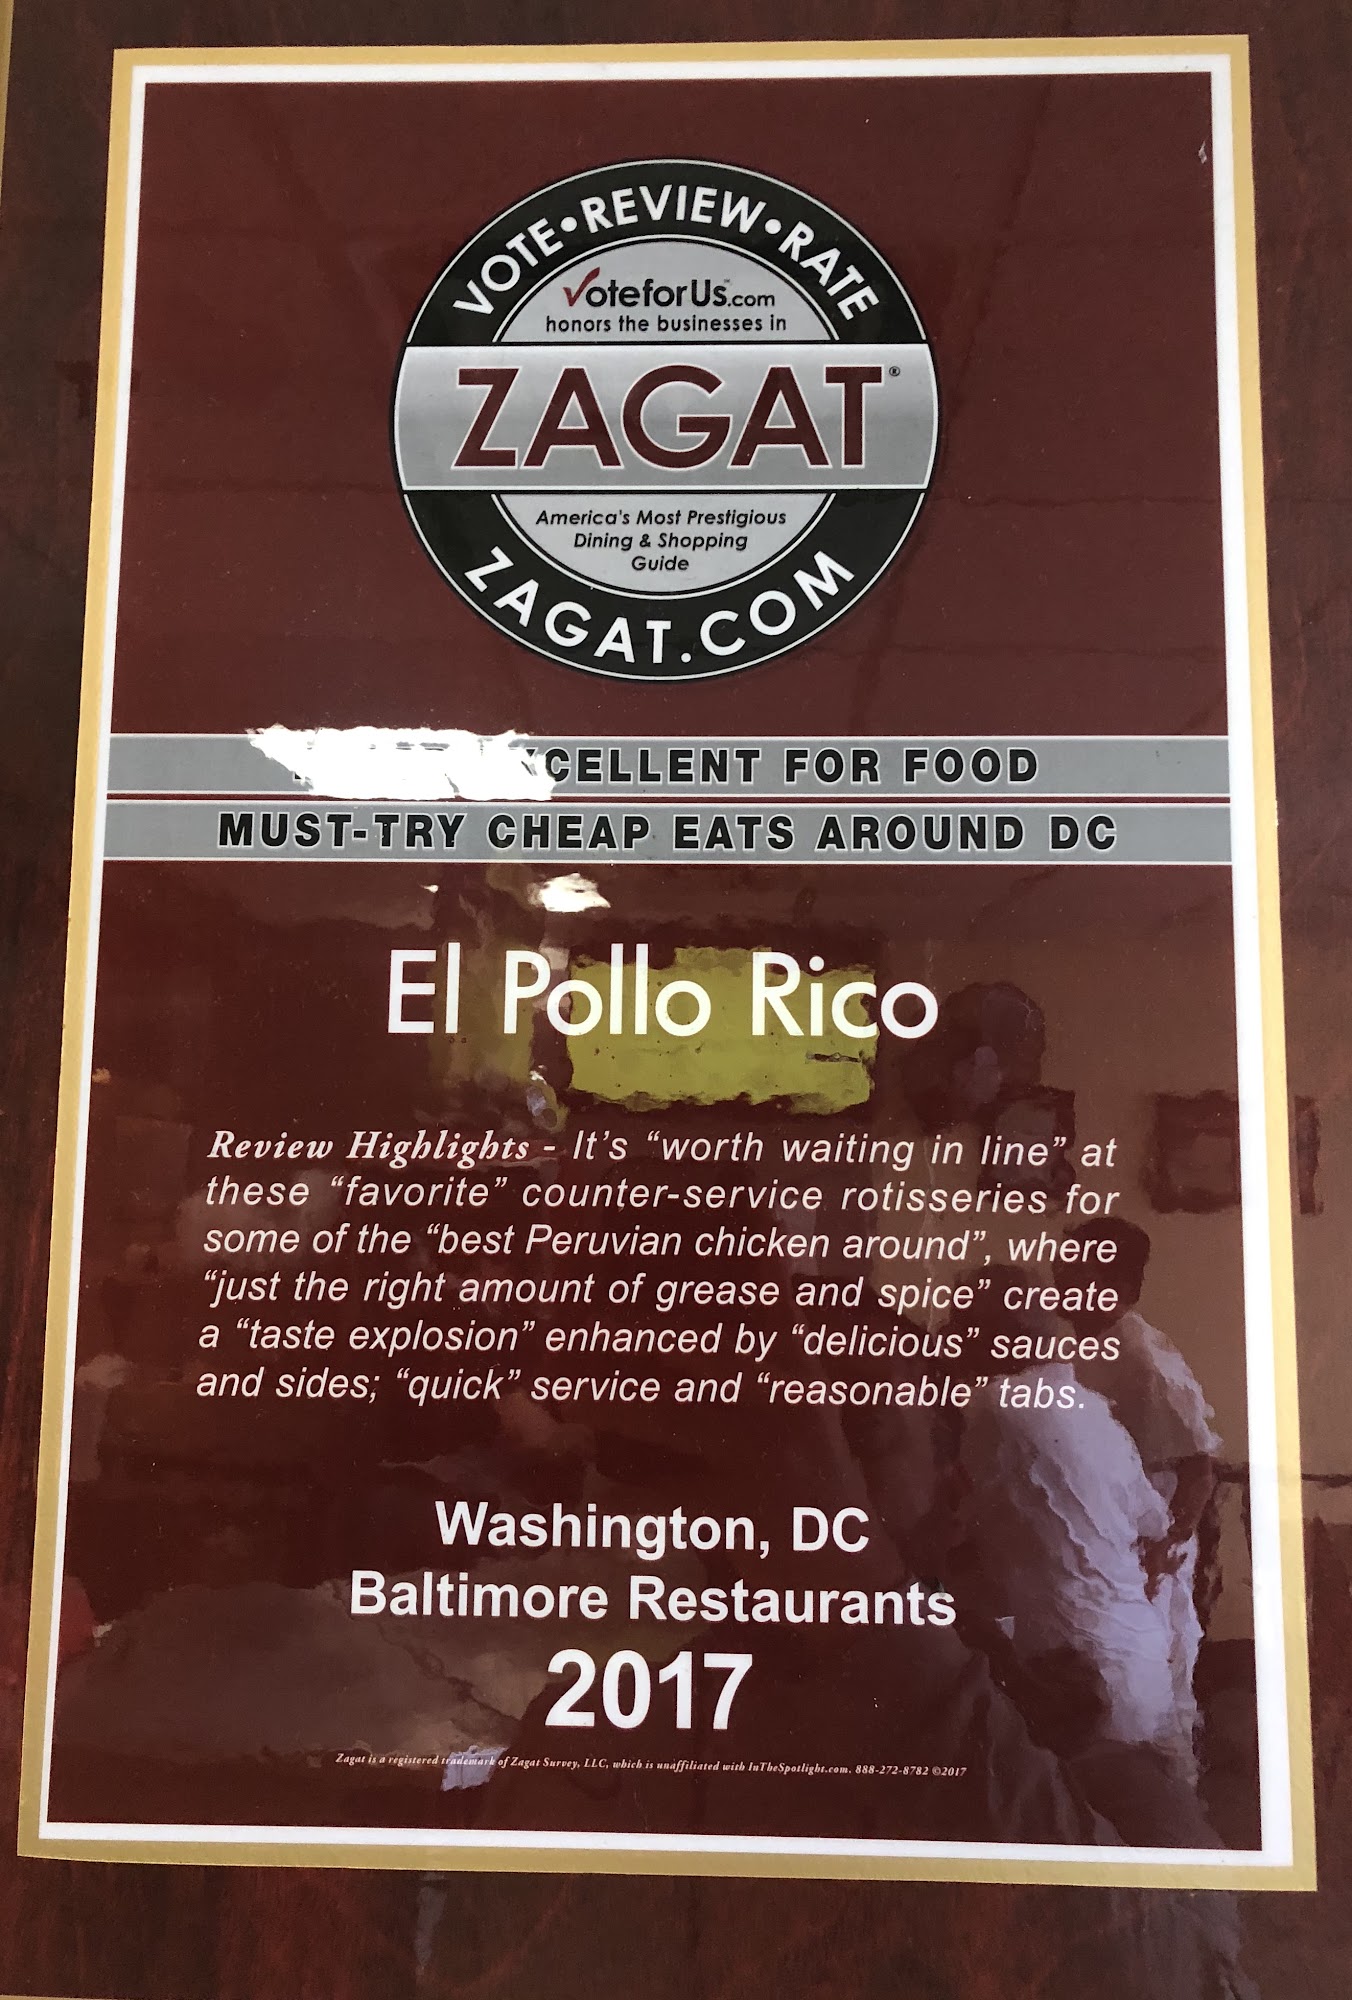 VOTE•REVIEW•RATE
VoteforUs.com
honors the businesses in
ZAGAT®
America's Most Prestigious
Dining & Shopping
Guide
ZAGAT.COM
FOR FOOD
MUST-TRY CHEAP EATS AROUND DC
El Pollo Rico
Review Highlights - It's “worth waiting in line” at
these “favorite” counter-service rotisseries for
some of the “best Peruvian chicken around”, where
“just the right amount of grease and spice” create
a “taste explosion” enhanced by “delicious” sauces
and sides; “quick” service and “reasonable” tabs.
Washington, DC
Baltimore Restaurants
2017
Zagat is a registered trademark of Zagat Survey, LLC, which is unaffiliated with InTheSpotlight.com. 888-272-8782 ©2017